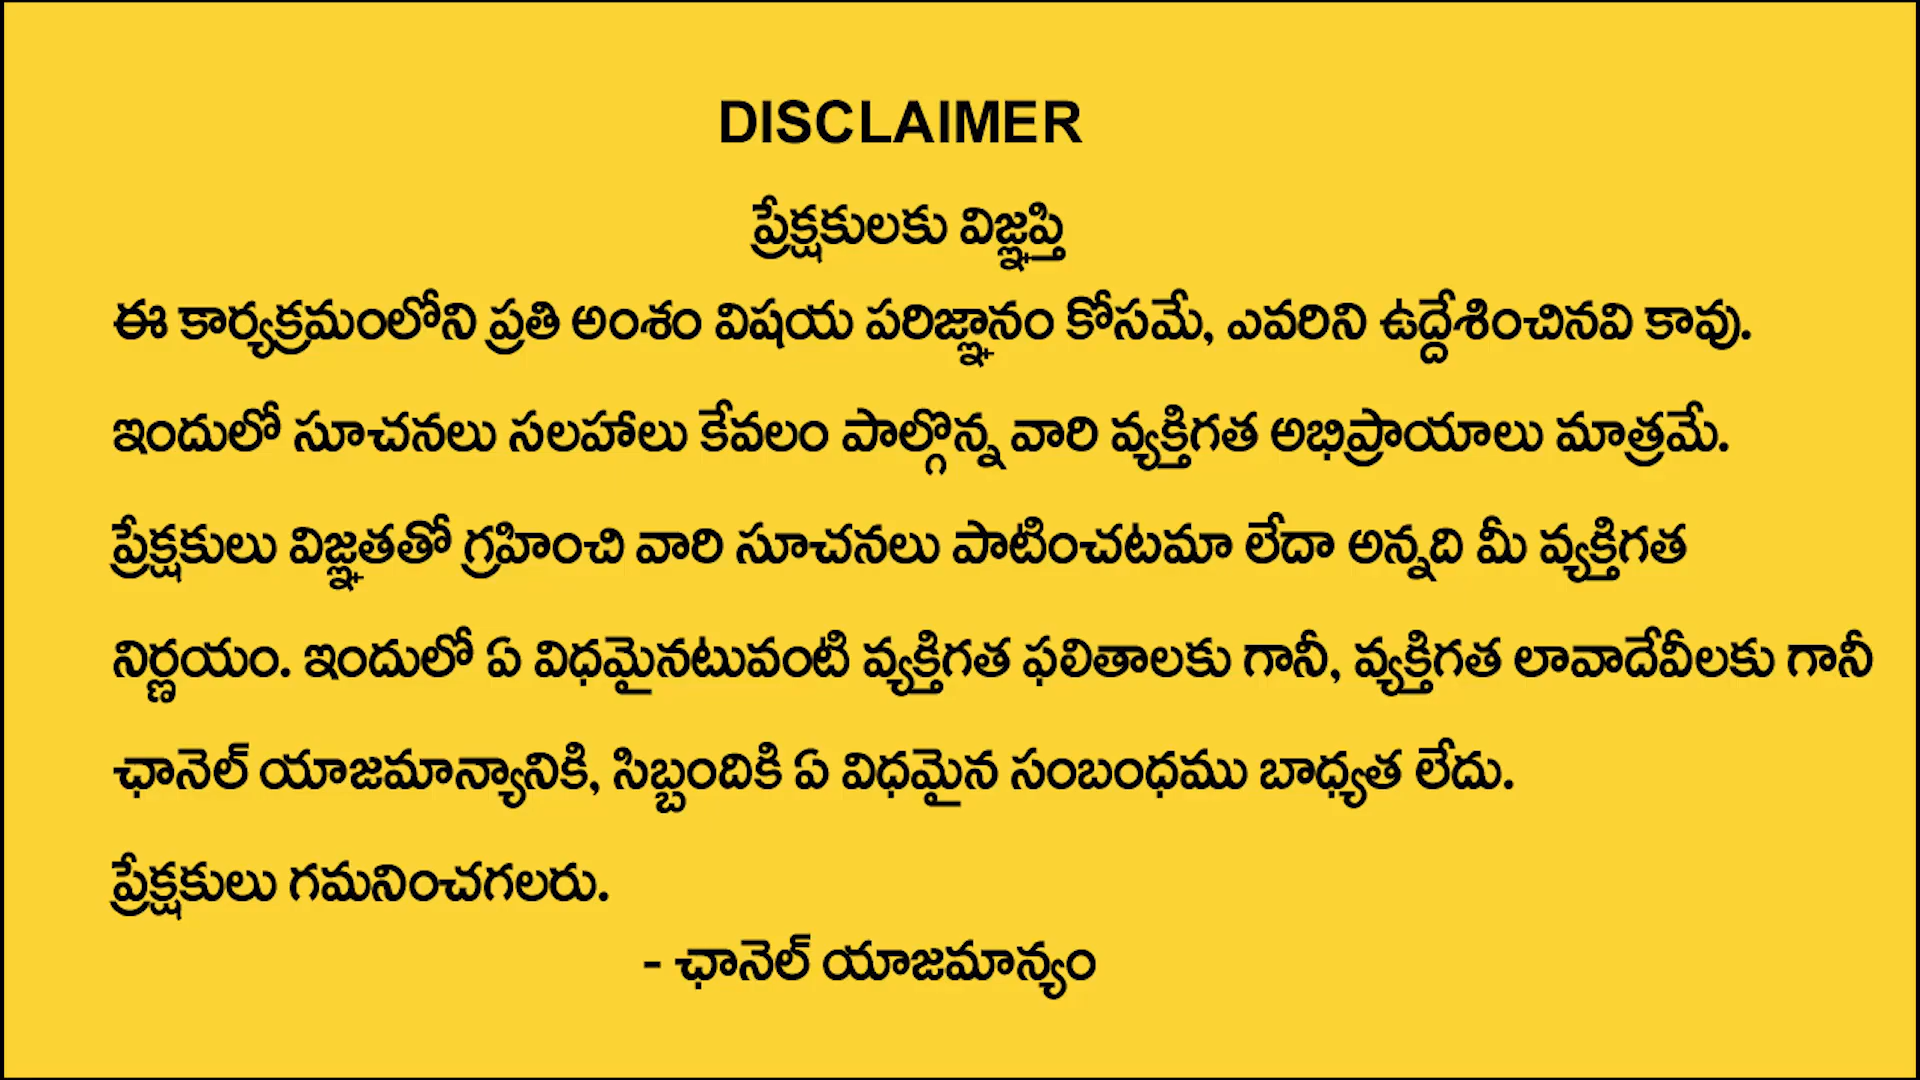 DISCLAIMER
ప్రేక్షకులకు విజ్ఞప్తి
ఈ కార్యక్రమంలోని ప్రతి అంశం విషయ పరిజ్ఞానం కోసమే, ఎవరిని ఉద్దేశించినవి కావు.
ఇందులో సూచనలు సలహాలు కేవలం పాల్గొన్న వారి వ్యక్తిగత అభిప్రాయాలు మాత్రమే.
ప్రేక్షకులు విజ్ఞతతో గ్రహించి వారి సూచనలు పాటించటమా లేదా అన్నది మీ వ్యక్తిగత
నిర్ణయం. ఇందులో ఏ విధమైనటువంటి వ్యక్తిగత ఫలితాలకు గానీ, వ్యక్తిగత లావాదేవీలకు గానీ
ఛానెల్ యాజమాన్యానికి, సిబ్బందికి ఏ విధమైన సంబంధము బాధ్యత లేదు.
ప్రేక్షకులు గమనించగలరు.
- ఛానెల్ యాజమాన్యం